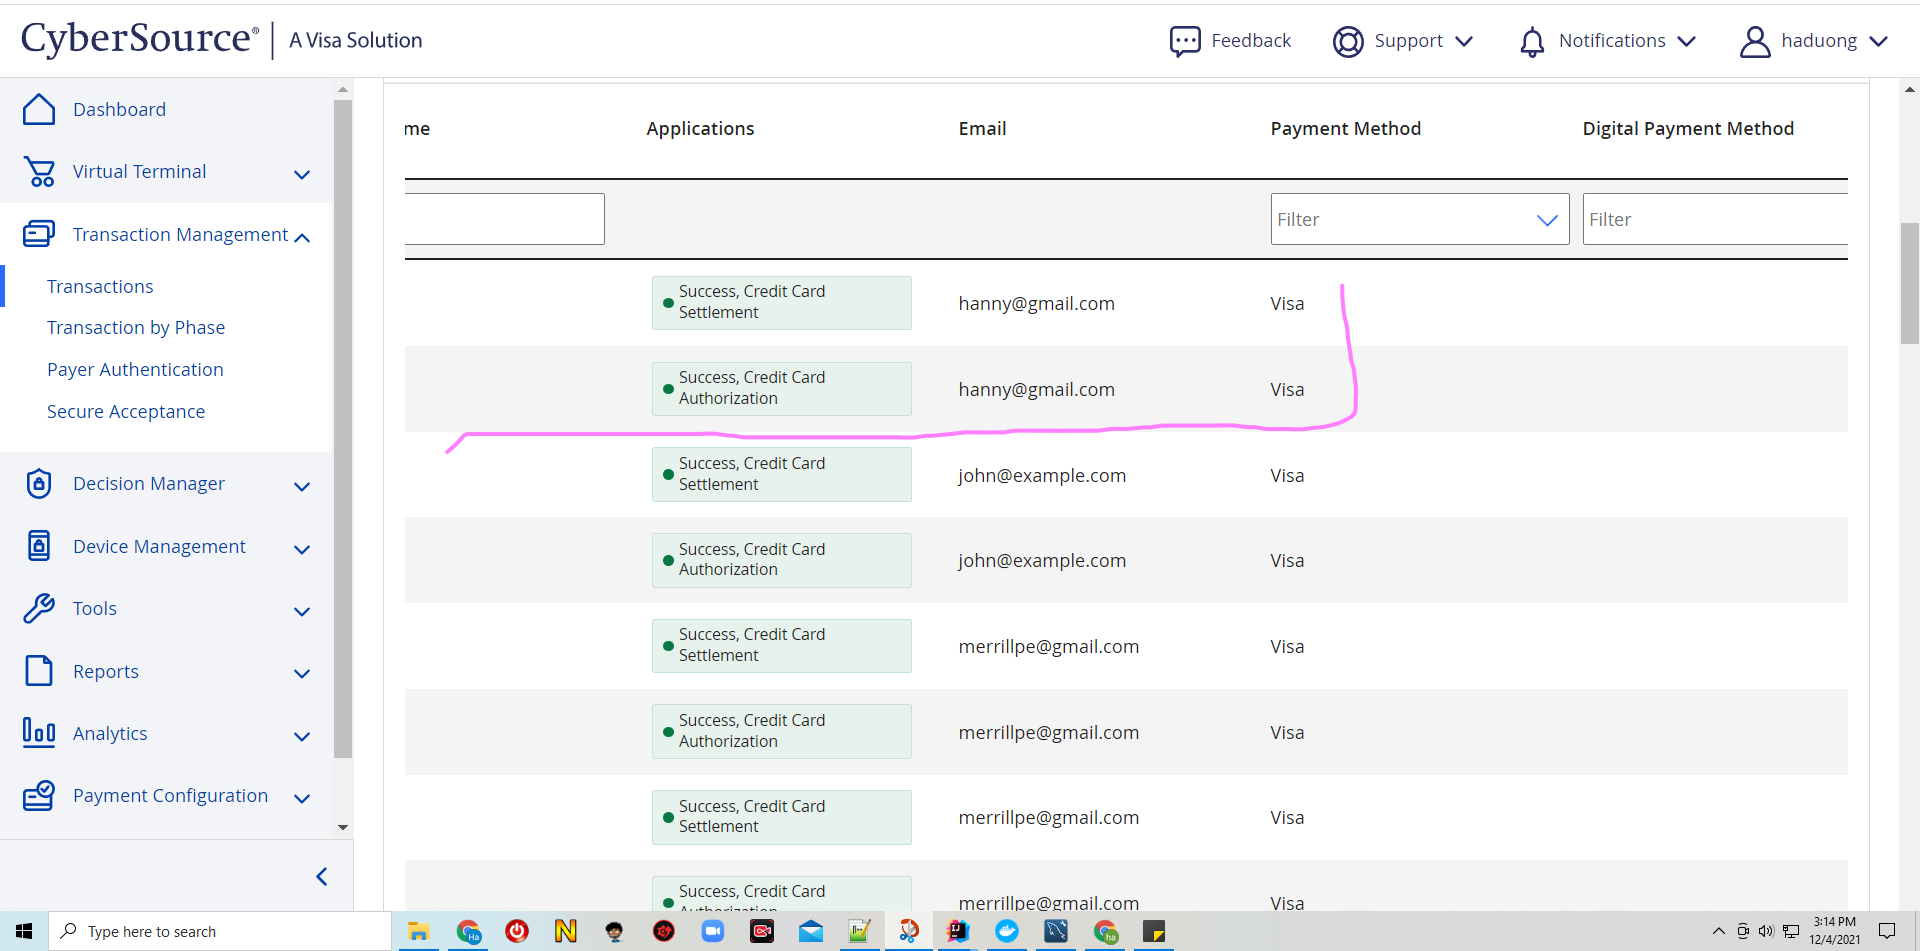 CyberSource® | A Visa Solution
Feedback
Support
Notifications
haduong
Dashboard
Virtual Terminal
Transaction Management
Transactions
Transaction by Phase
Payer Authentication
Secure Acceptance
Decision Manager
Device Management
Tools
Reports
Analytics
Payment Configuration
me Applications Email Payment Method Digital Payment Method
Filter Filter
Success, Credit Card
Settlement
hanny@gmail.com Visa
Success, Credit Card
Authorization
hanny@gmail.com Visa
Success, Credit Card
Settlement
john@example.com Visa
Success, Credit Card
Authorization
john@example.com Visa
Success, Credit Card
Settlement
merrillpe@gmail.com Visa
Success, Credit Card
Authorization
merrillpe@gmail.com Visa
Success, Credit Card
Settlement
merrillpe@gmail.com Visa
Success, Credit Card
Authorization
merrillpe@gmail.com Visa
Type here to search
3:14 PM
12/4/2021